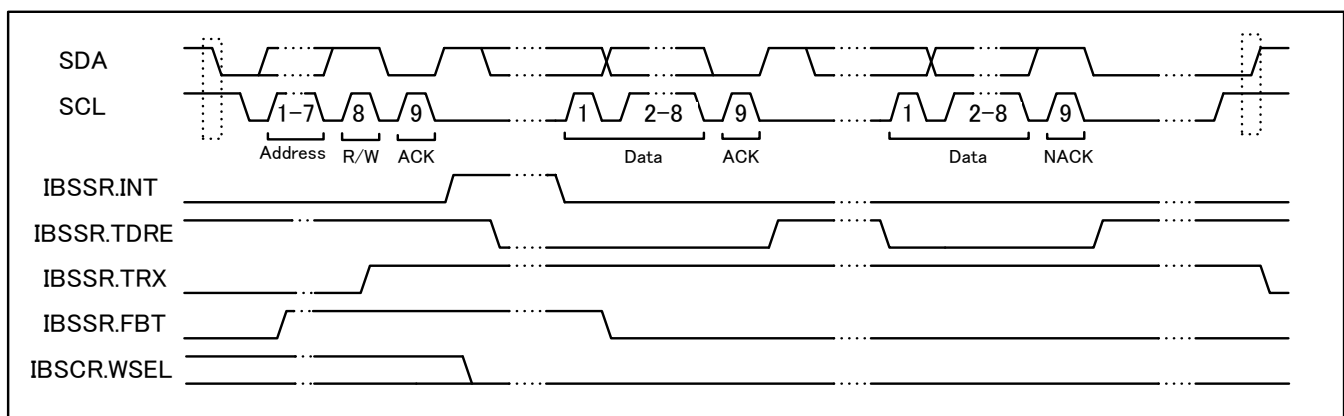 SDA
SCL
1-7 8 9 1 2-8 9 1 2-8 9
Address R/W ACK Data ACK Data NACK
IBSSR.INT
IBSSR.TDRE
IBSSR.TRX
IBSSR.FBT
IBSCR.WSEL